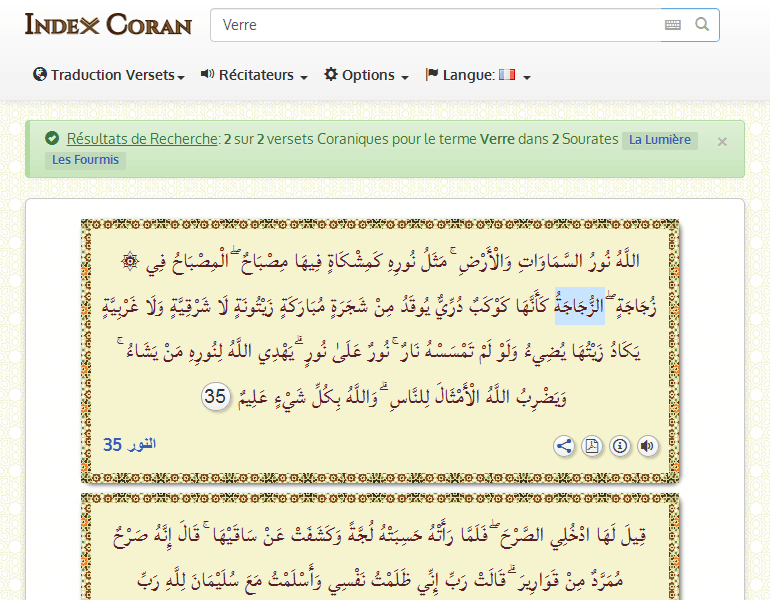 INDEX CORAN
Verre
Traduction Versets
Récitateurs
Options
Langue:
Résultats de Recherche: 2 sur 2 versets Coraniques pour le terme Verre dans 2 Sourates La Lumière
Les Fourmis
×
۞ اللَّهُ نُورُ السَّمَاوَاتِ وَالْأَرْضِ ۚ مَثَلُ نُورِهِ كَمِشْكَاةٍ فِيهَا مِصْبَاحٌ ۖ الْمِصْبَاحُ فِي
زُجَاجَةٍ ۖ الزُّجَاجَةُ كَأَنَّهَا كَوْكَبٌ دُرِّيٌّ يُوقَدُ مِنْ شَجَرَةٍ مُبَارَكَةٍ زَيْتُونَةٍ لَا شَرْقِيَّةٍ وَلَا غَرْبِيَّةٍ
يَكَادُ زَيْتُهَا يُضِيءُ وَلَوْ لَمْ تَمْسَسْهُ نَارٌ ۚ نُورٌ عَلَىٰ نُورٍ ۗ يَهْدِي اللَّهُ لِنُورِهِ مَنْ يَشَاءُ ۚ
وَيَضْرِبُ اللَّهُ الْأَمْثَالَ لِلنَّاسِ ۗ وَاللَّهُ بِكُلِّ شَيْءٍ عَلِيمٌ 35
النور 35
قِيلَ لَهَا ادْخُلِي الصَّرْحَ ۖ فَلَمَّا رَأَتْهُ حَسِبَتْهُ لُجَّةً وَكَشَفَتْ عَنْ سَاقَيْهَا ۚ قَالَ إِنَّهُ صَرْحٌ
مُمَرَّدٌ مِنْ قَوَارِيرَ ۗ قَالَتْ رَبِّ إِنِّي ظَلَمْتُ نَفْسِي وَأَسْلَمْتُ مَعَ سُلَيْمَانَ لِلَّهِ رَبِّ